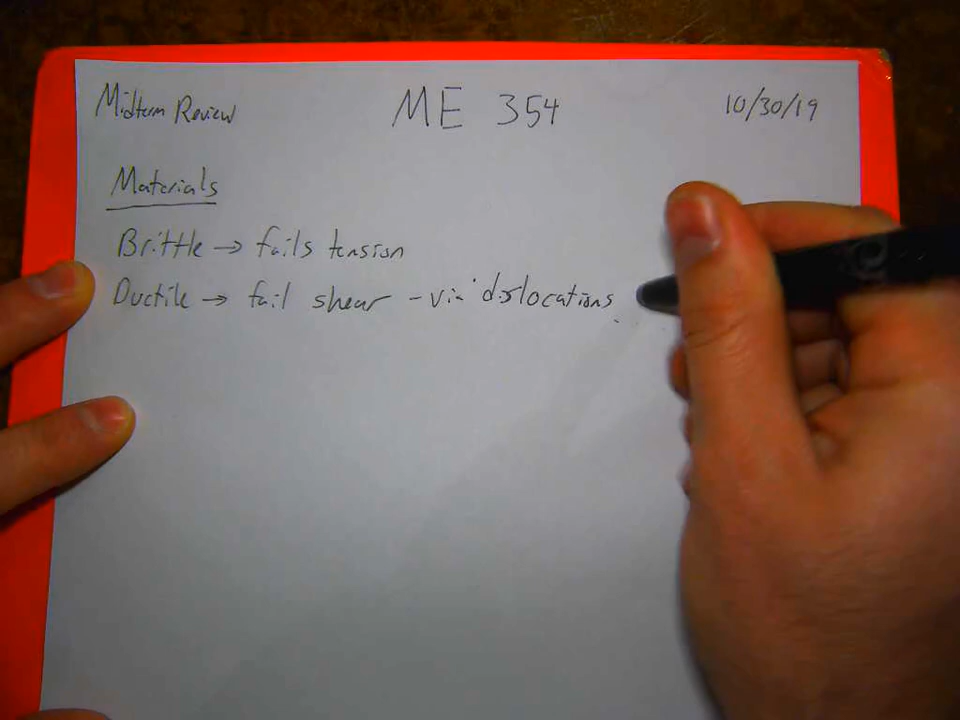 Midterm Review ME 354 10/30/19
Materials
Brittle → fails tension
Ductile → fail shear - via dislocations